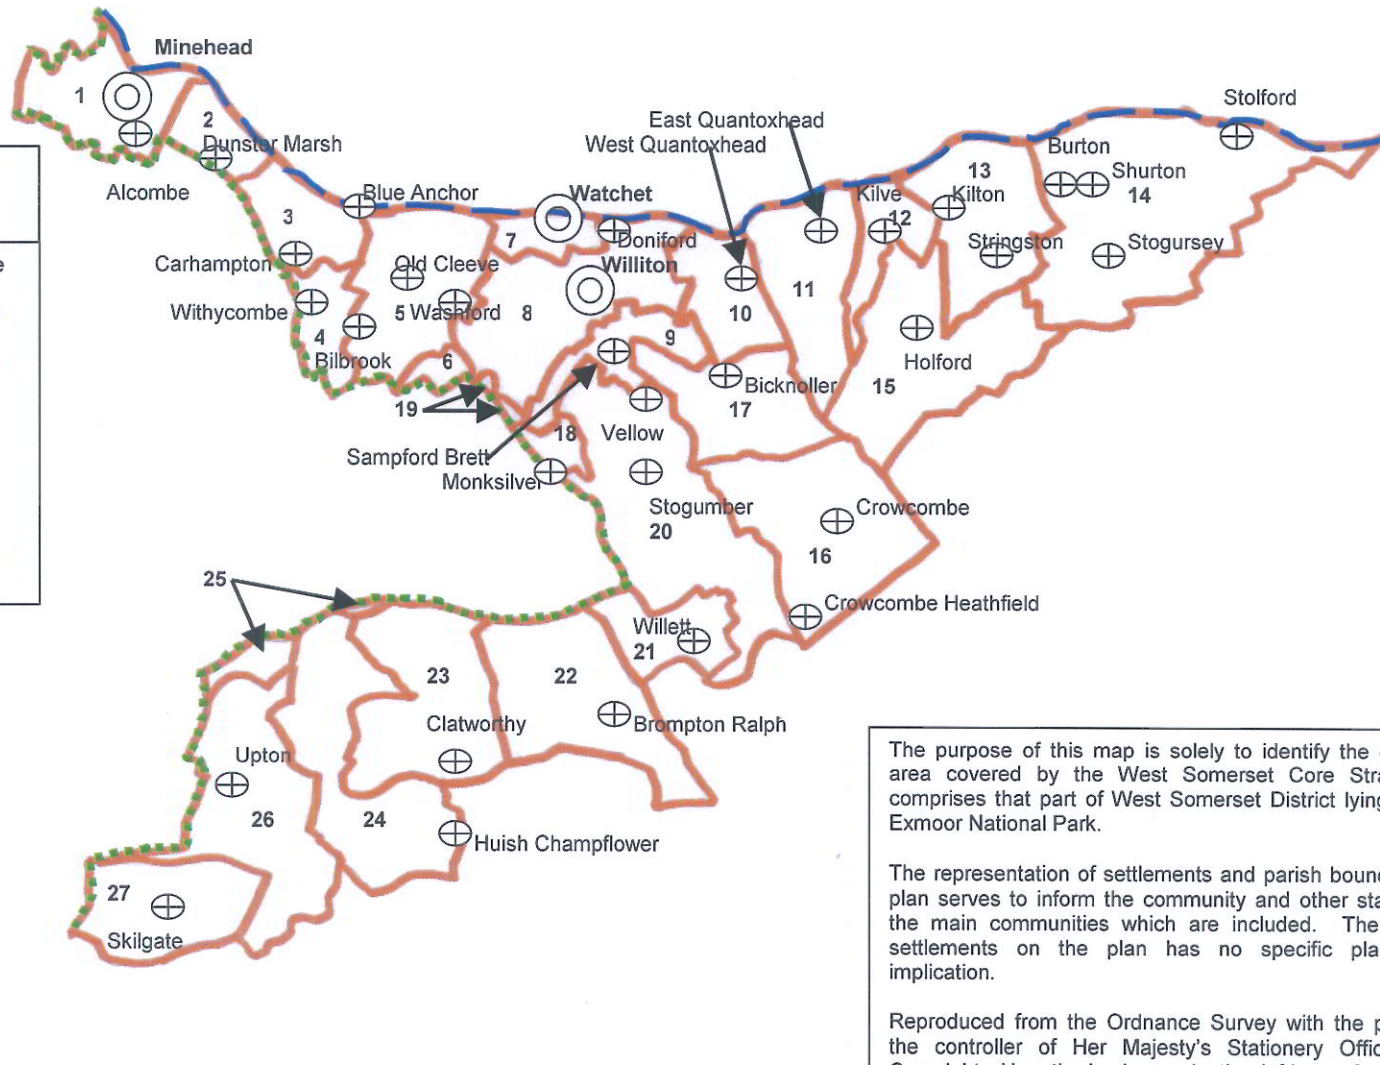 Minehead
1
2
Dunster Marsh
Alcombe
3
Blue Anchor
Carhampton
Withycombe
4
Old Cleeve
5 Washford
Bilbrook
6
7
Watchet
Doniford
Williton
8
9
East Quantoxhead
West Quantoxhead
10
11
Kilve
12
13
Kilton
Stringston
Burton
Shurton
14
Stolford
Stogursey
Holford
15
Bicknoller
17
19
18
Sampford Brett
Monksilver
Vellow
Stogumber
20
Crowcombe
16
Crowcombe Heathfield
Willett
21
25
23
22
Clatworthy
Brompton Ralph
Upton
26
24
Huish Champflower
27
Skilgate
e
The purpose of this map is solely to identify the
area covered by the West Somerset Core Stra
comprises that part of West Somerset District lying
Exmoor National Park.
The representation of settlements and parish boun
plan serves to inform the community and other sta
the main communities which are included. The
settlements on the plan has no specific pla
implication.
Reproduced from the Ordnance Survey with the p
the controller of Her Majesty's Stationery Offic